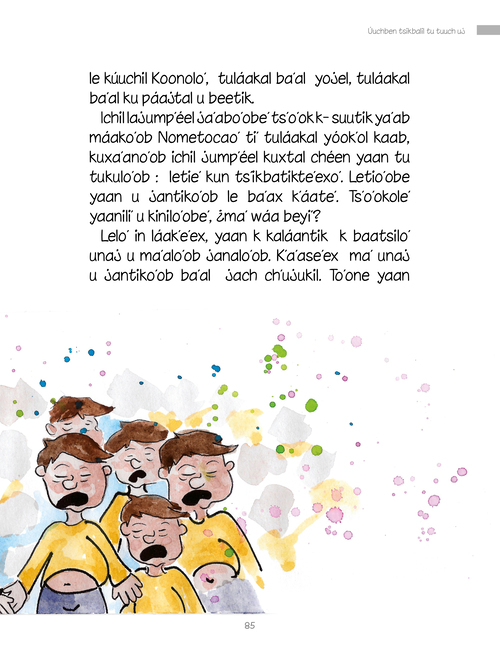 Úuchben tsikbalil tu tuuch uj
le kúuchil Koonolo', tuláakal ba'al yojel, tuláakal
ba'al ku páajtal u beetik.
Ichil lajump'éel ja'abo'obe' ts'o'ok k- suutik ya'ab
máako'ob Nometocao' ti' tuláakal yóok'ol kaab,
kuxa'ano'ob ichil jump'éel kuxtal chéen yaan tu
tukulo'ob : letie' kun tsikbatikte'exo'. Letio'obe
yaan u jantiko'ob le ba'ax k'áate'. Ts'o'okole'
yaanili' u kinilo'obe', ¿ma' wáa beyi'?
Lelo' in láak'e'ex, yaan k kaláantik k baatsilo'
unaj u ma'alo'ob janalo'ob. K'a'ase'ex ma' unaj
u jantiko'ob ba'al jach ch'ujukil. To'one yaan
85